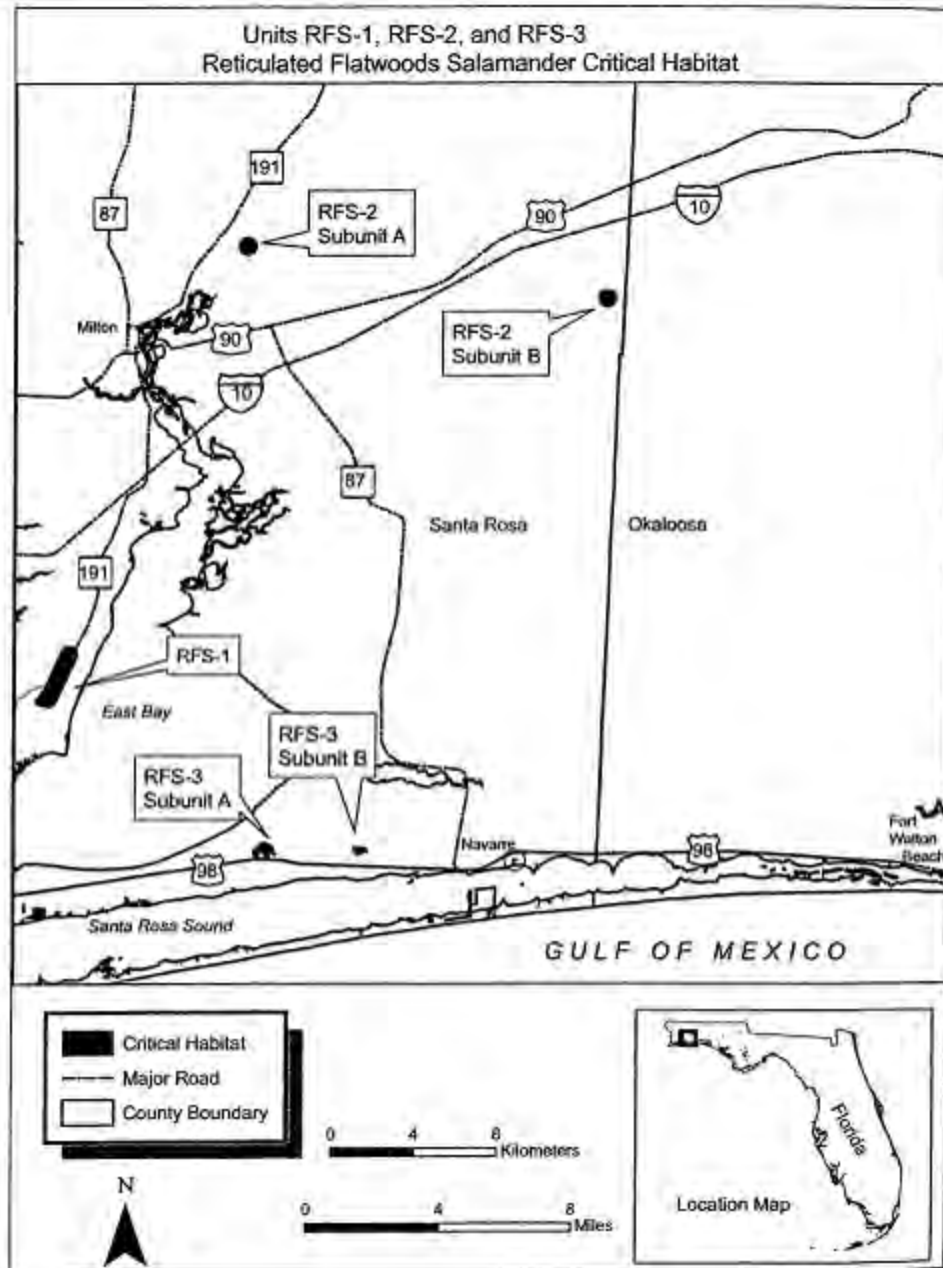 Units RFS-1, RFS-2, and RFS-3
Reticulated Flatwoods Salamander Critical Habitat
191
87
RFS-2
Subunit A
90
10
Milton
90
RFS-2
Subunit B
10
87
Santa Rosa
Okaloosa
191
RFS-1
East Bay
RFS-3
Subunit B
RFS-3
Subunit A
Navarre
98
Fort
Walton
Beach
98
Santa Rosa Sound
GULF OF MEXICO
Critical Habitat
Major Road
County Boundary
0 4 8
Kilometers
N
0 4 8
Miles
Florida
Location Map